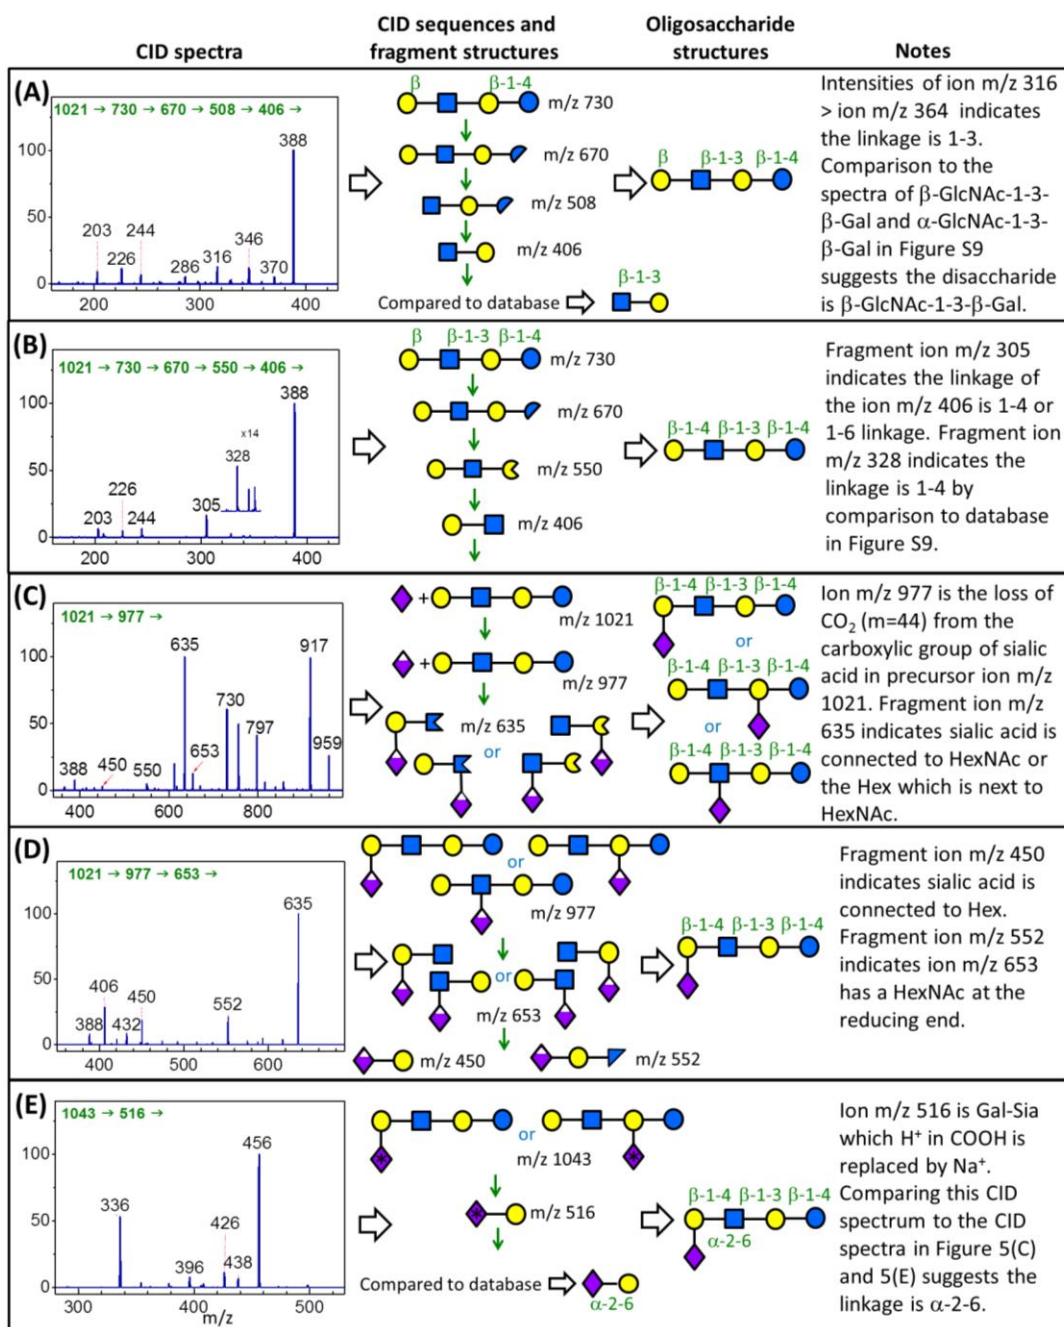 CID spectra
CID sequences and
fragment structures
Oligosaccharide
structures
Notes
(A)
1021 → 730 → 670 → 508 → 406 →
100
50
0
203
226
244
286
316
346
370
388
200
300
400
β
β-1-4
m/z 730
m/z 670
m/z 508
m/z 406
Compared to database
β-1-3
β
β-1-3
β-1-4
Intensities of ion m/z 316
> ion m/z 364 indicates
the linkage is 1-3.
Comparison to the
spectra of β-GlcNAc-1-3-
β-Gal and α-GlcNAc-1-3-
β-Gal in Figure S9
suggests the disaccharide
is β-GlcNAc-1-3-β-Gal.
(B)
1021 → 730 → 670 → 550 → 406 →
100
50
0
203
226
244
305
x14
328
388
200
300
400
β
β-1-3
β-1-4
m/z 730
m/z 670
m/z 550
m/z 406
β-1-4 β-1-3 β-1-4
Fragment ion m/z 305
indicates the linkage of
the ion m/z 406 is 1-4 or
1-6 linkage. Fragment ion
m/z 328 indicates the
linkage is 1-4 by
comparison to database
in Figure S9.
(C)
1021 → 977 →
100
50
0
388
450
550
635
653
730
797
917
959
400
600
800
+
m/z 1021
+
m/z 977
m/z 635
or
β-1-4 β-1-3 β-1-4
or
β-1-4 β-1-3 β-1-4
or
β-1-4 β-1-3 β-1-4
Ion m/z 977 is the loss of
CO₂ (m=44) from the
carboxylic group of sialic
acid in precursor ion m/z
1021. Fragment ion m/z
635 indicates sialic acid is
connected to HexNAc or
the Hex which is next to
HexNAc.
(D)
1021 → 977 → 653 →
100
50
0
388
406
432
450
552
635
400
500
600
or
m/z 977
or
m/z 653
m/z 450
m/z 552
β-1-4 β-1-3 β-1-4
Fragment ion m/z 450
indicates sialic acid is
connected to Hex.
Fragment ion m/z 552
indicates ion m/z 653
has a HexNAc at the
reducing end.
(E)
1043 → 516 →
100
50
0
336
396
426
438
456
300
400
500
m/z
or
m/z 1043
m/z 516
Compared to database
α-2-6
β-1-4 β-1-3 β-1-4
α-2-6
Ion m/z 516 is Gal-Sia
which H⁺ in COOH is
replaced by Na⁺.
Comparing this CID
spectrum to the CID
spectra in Figure 5(C)
and 5(E) suggests the
linkage is α-2-6.